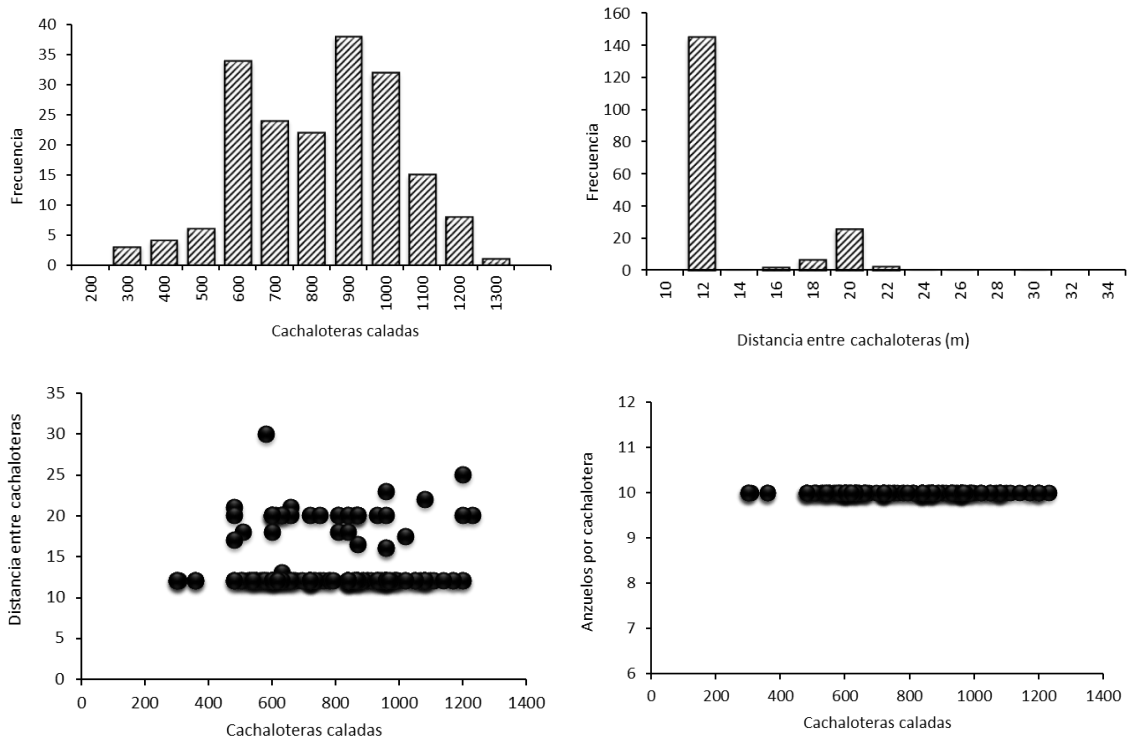 40
35
30
25
20
15
10
5
0
Frecuencia
200 300 400 500 600 700 800 900 1000 1100 1200 1300
Cachaloteras caladas
160
140
120
100
80
60
40
20
0
Frecuencia
10 12 14 16 18 20 22 24 26 28 30 32 34
Distancia entre cachaloteras (m)
35
30
25
20
15
10
5
0
Distancia entre cachaloteras
0 200 400 600 800 1000 1200 1400
Cachaloteras caladas
12
11
10
9
8
7
6
Anzuelos por cachalotera
0 200 400 600 800 1000 1200 1400
Cachaloteras caladas